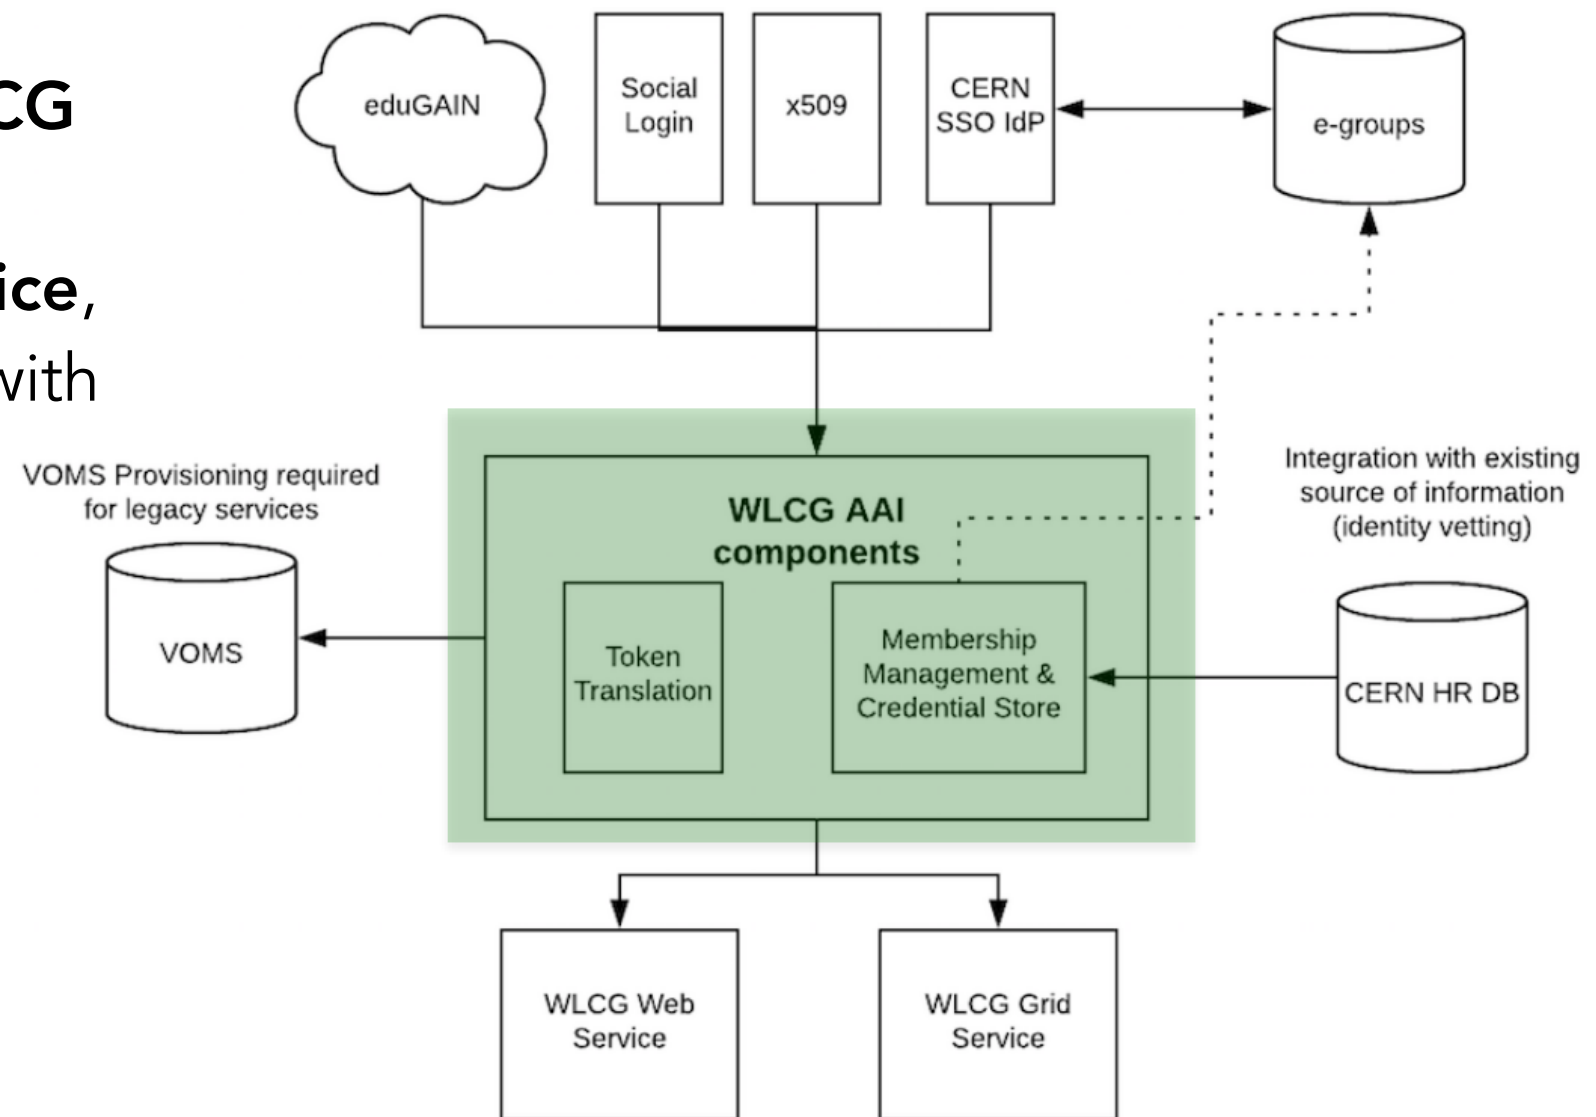 CG
ice,
with
eduGAIN
Social
Login
x509
CERN
SSO IdP
e-groups
VOMS Provisioning required
for legacy services
VOMS
WLCG AAI
components
Token
Translation
Membership
Management &
Credential Store
Integration with existing
source of information
(identity vetting)
CERN HR DB
WLCG Web
Service
WLCG Grid
Service